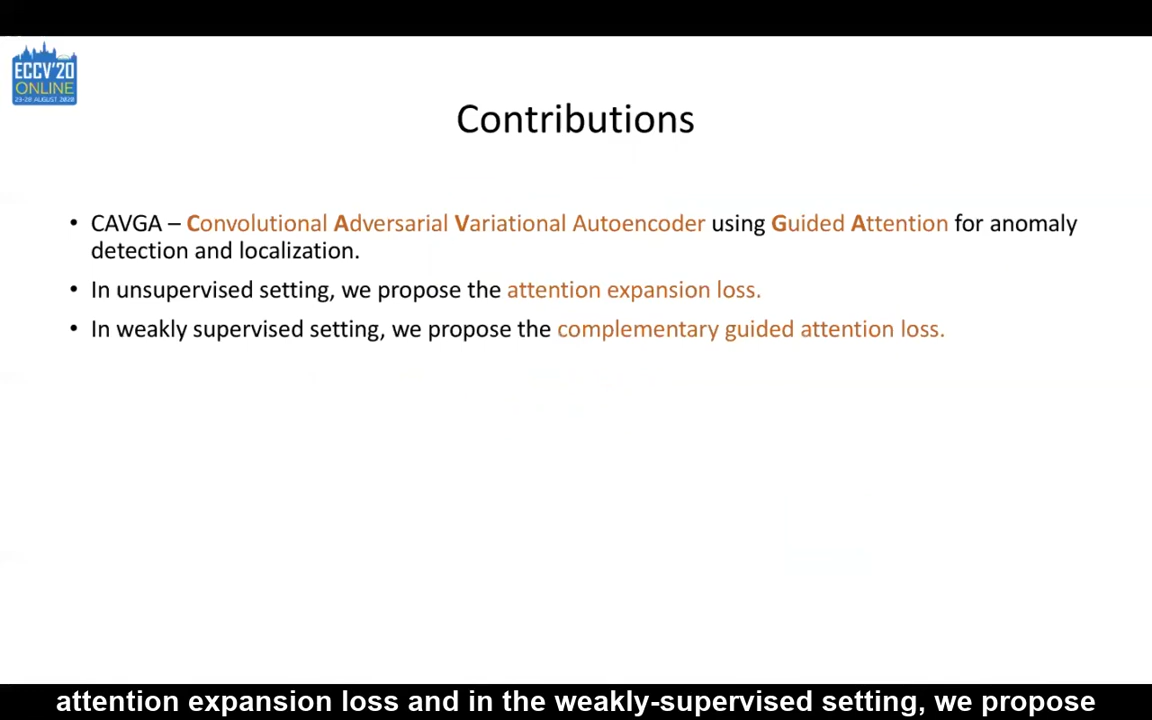 ECCV'20
ONLINE
23-28 AUGUST 2020
Contributions
• CAVGA – Convolutional Adversarial Variational Autoencoder using Guided Attention for anomaly
detection and localization.
• In unsupervised setting, we propose the attention expansion loss.
• In weakly supervised setting, we propose the complementary guided attention loss.
attention expansion loss and in the weakly-supervised setting, we propose